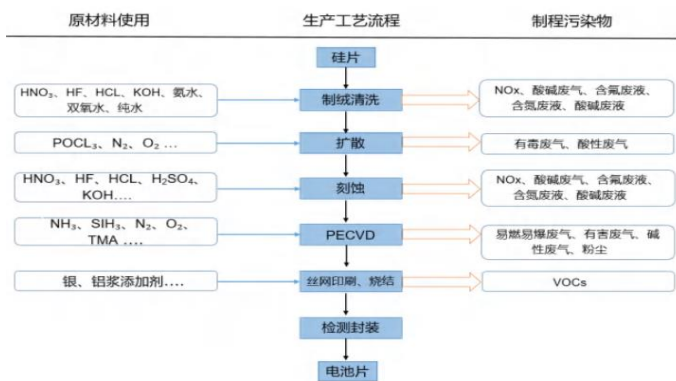 原材料使用
生产工艺流程
制程污染物
硅片
HNO₃、HF、HCL、KOH、氨水、
双氧水、纯水
制绒清洗
NOx、酸碱废气、含氟废液、
含氮废液、酸碱废液
POCL₃、N₂、O₂ …
扩散
有毒废气、酸性废气
HNO₃、HF、HCL、H₂SO₄、
KOH….
刻蚀
NOx、酸碱废气、含氟废液、
含氮废液、酸碱废液
NH₃、SIH₃、N₂、O₂、
TMA ….
PECVD
易燃易爆废气、有害废气、碱
性废气、粉尘
银、铝浆添加剂….
丝网印刷、烧结
VOCs
检测封装
电池片